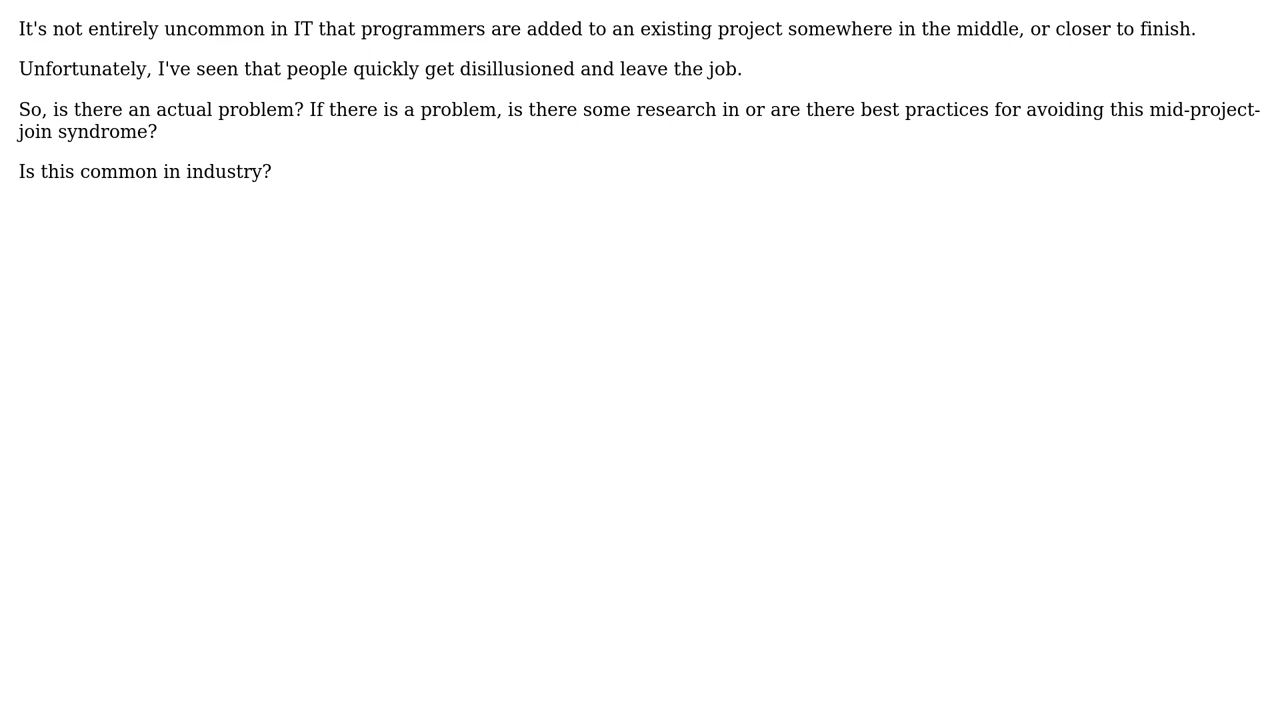 It's not entirely uncommon in IT that programmers are added to an existing project somewhere in the middle, or closer to finish.
Unfortunately, I've seen that people quickly get disillusioned and leave the job.
So, is there an actual problem? If there is a problem, is there some research in or are there best practices for avoiding this mid-project-
join syndrome?
Is this common in industry?